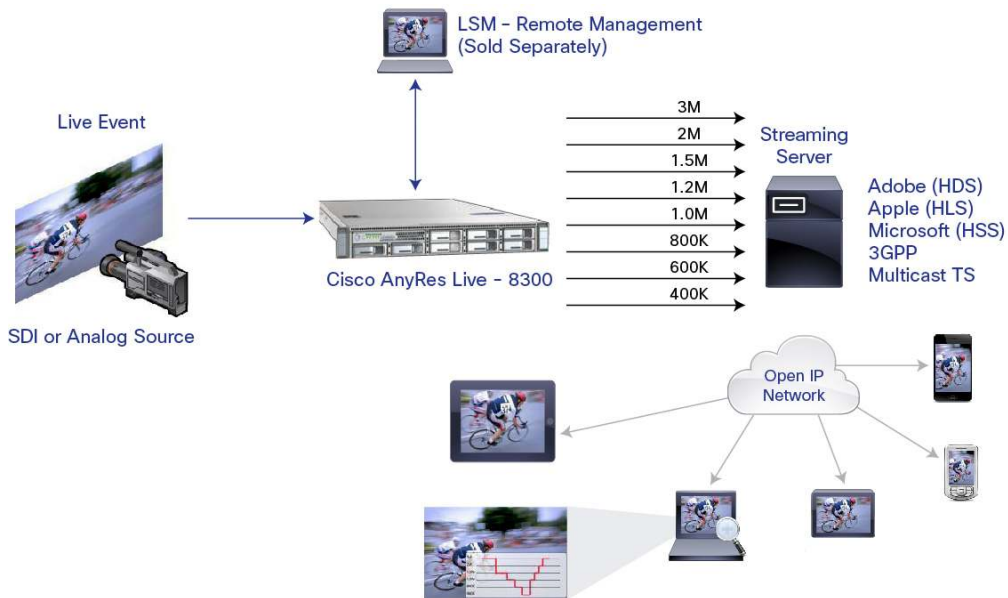 LSM - Remote Management
(Sold Separately)
Live Event
3M
2M
1.5M
1.2M
1.0M
800K
600K
400K
Streaming
Server
Adobe (HDS)
Apple (HLS)
Microsoft (HSS)
3GPP
Multicast TS
Cisco AnyRes Live - 8300
SDI or Analog Source
Open IP
Network